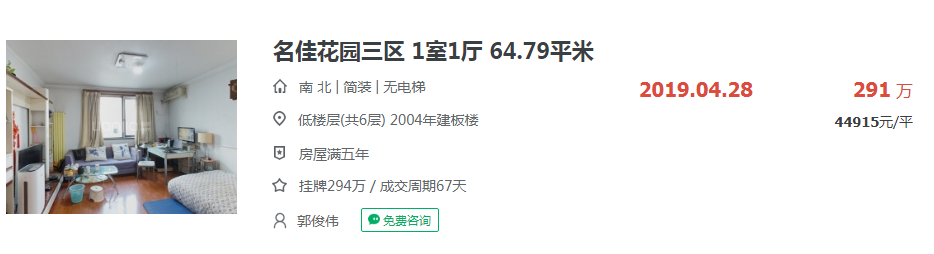 名佳花园三区 1室1厅 64.79平米
南 北 | 简装 | 无电梯
2019.04.28
291 万
低楼层(共6层) 2004年建板楼
44915元/平
房屋满五年
挂牌294万 / 成交周期67天
郭俊伟
免费咨询